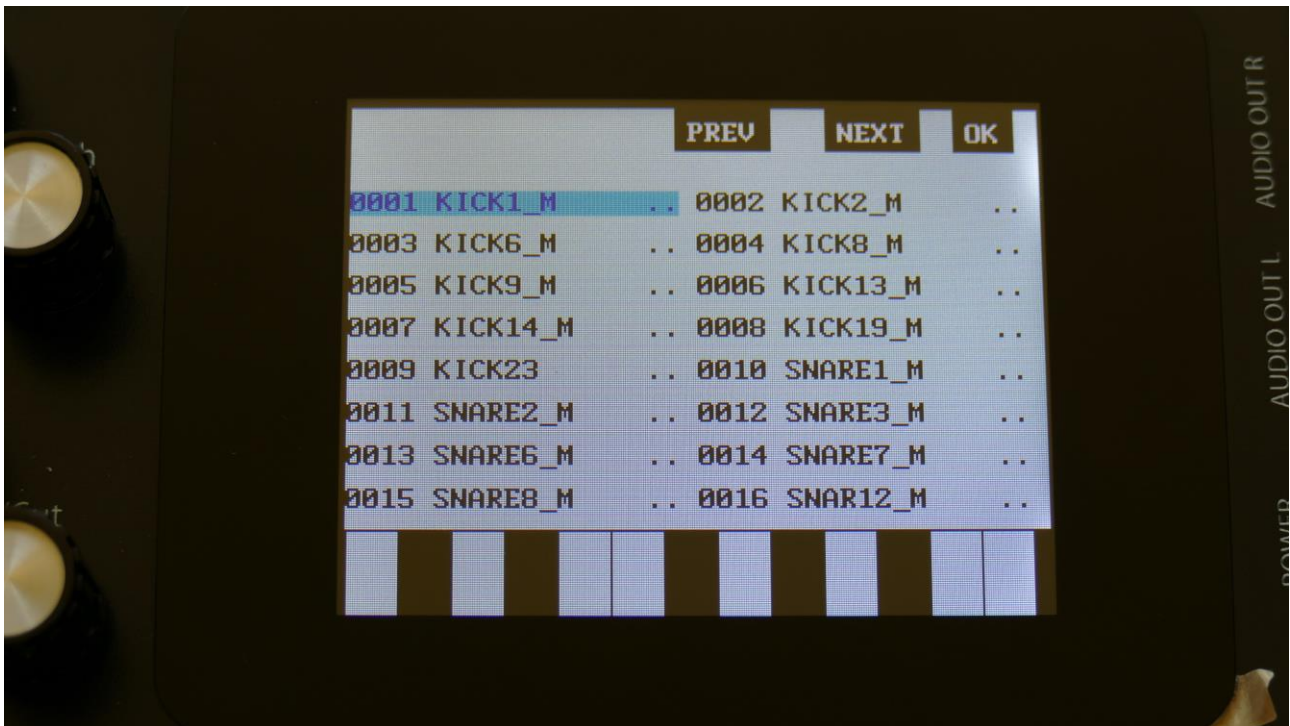 PREV NEXT OK
0001 KICK1_M .. 0002 KICK2_M ..
0003 KICK6_M .. 0004 KICK8_M ..
0005 KICK9_M .. 0006 KICK13_M ..
0007 KICK14_M .. 0008 KICK19_M ..
0009 KICK23 .. 0010 SNARE1_M ..
0011 SNARE2_M .. 0012 SNARE3_M ..
0013 SNARE6_M .. 0014 SNARE7_M ..
0015 SNARE8_M .. 0016 SNAR12_M ..
AUDIO OUT R
AUDIO OUT L
POWER